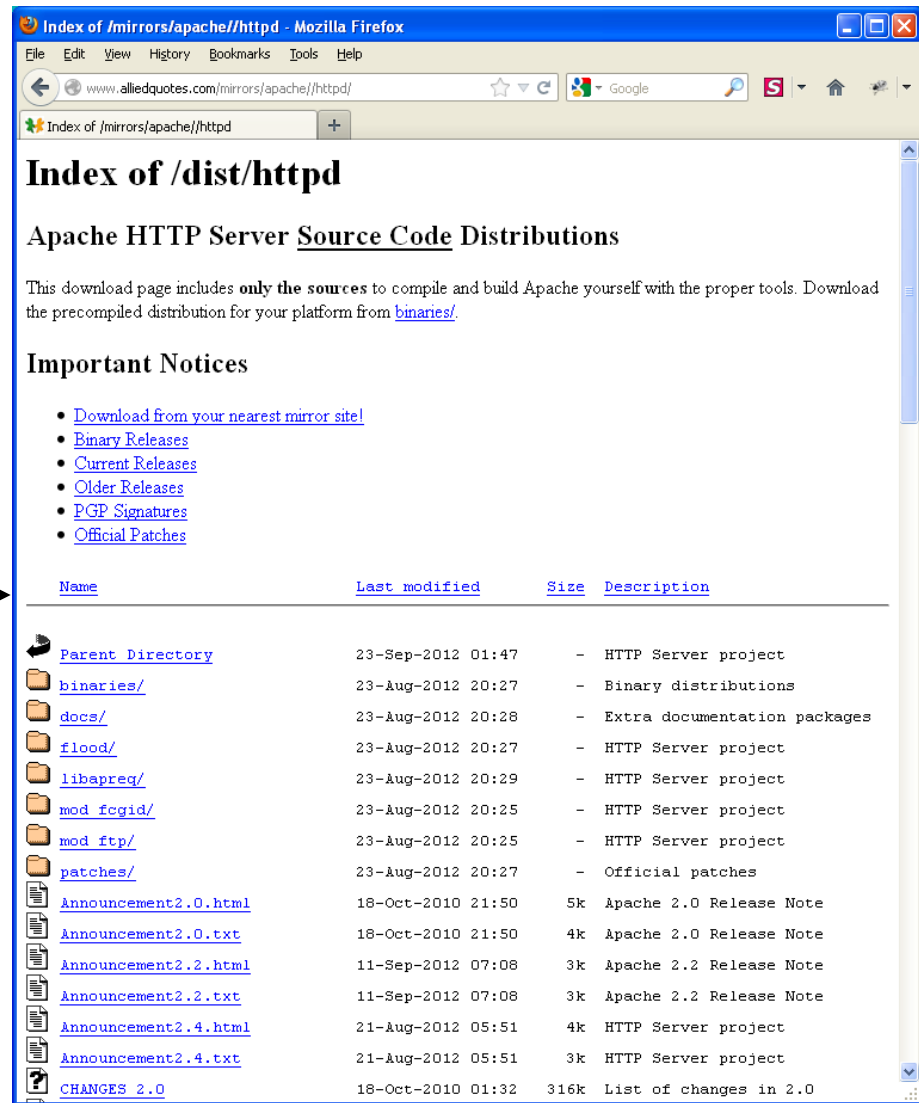 Index of /mirrors/apache//httpd - Mozilla Firefox
File Edit View History Bookmarks Tools Help
www.alliedquotes.com/mirrors/apache//httpd/ Google S
Index of /mirrors/apache//httpd +
Index of /dist/httpd
Apache HTTP Server Source Code Distributions
This download page includes only the sources to compile and build Apache yourself with the proper tools. Download
the precompiled distribution for your platform from binaries/.
Important Notices
• Download from your nearest mirror site!
• Binary Releases
• Current Releases
• Older Releases
• PGP Signatures
• Official Patches
Name Last modified Size Description
Parent Directory 23-Sep-2012 01:47 - HTTP Server project
binaries/ 23-Aug-2012 20:27 - Binary distributions
docs/ 23-Aug-2012 20:28 - Extra documentation packages
flood/ 23-Aug-2012 20:27 - HTTP Server project
libapreq/ 23-Aug-2012 20:29 - HTTP Server project
mod_fcgid/ 23-Aug-2012 20:25 - HTTP Server project
mod_ftp/ 23-Aug-2012 20:25 - HTTP Server project
patches/ 23-Aug-2012 20:27 - Official patches
Announcement2.0.html 18-Oct-2010 21:50 5k Apache 2.0 Release Note
Announcement2.0.txt 18-Oct-2010 21:50 4k Apache 2.0 Release Note
Announcement2.2.html 11-Sep-2012 07:08 3k Apache 2.2 Release Note
Announcement2.2.txt 11-Sep-2012 07:08 3k Apache 2.2 Release Note
Announcement2.4.html 21-Aug-2012 05:51 4k HTTP Server project
Announcement2.4.txt 21-Aug-2012 05:51 3k HTTP Server project
CHANGES_2.0 18-Oct-2010 01:32 316k List of changes in 2.0